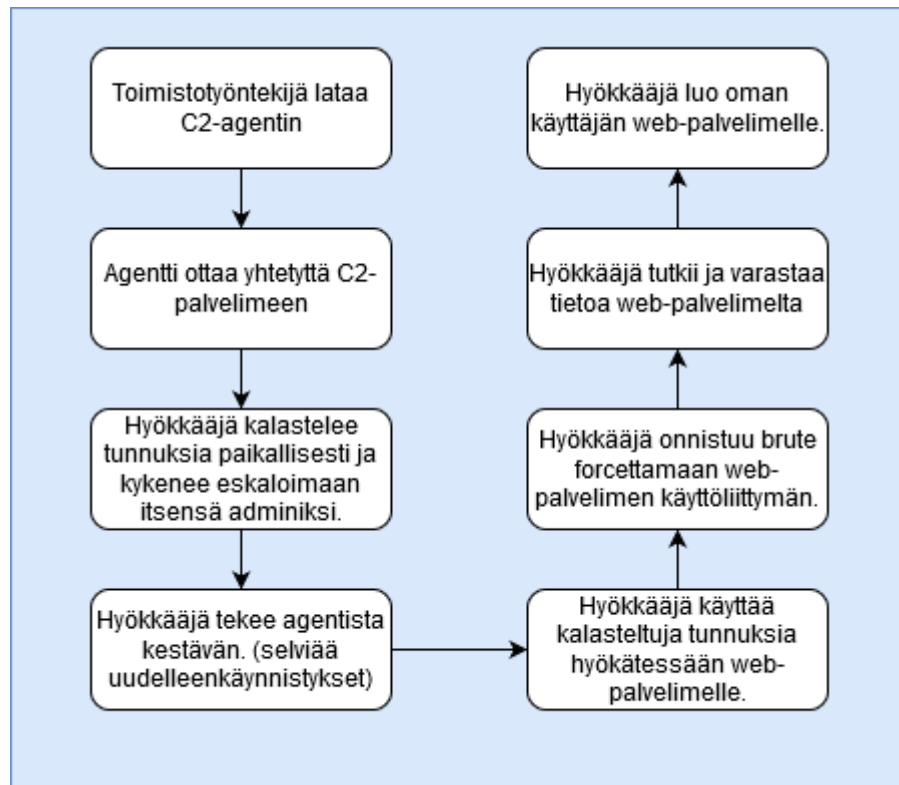 Toimistotyöntekijä lataa
C2-agentin
Agentti ottaa yhtetyttä C2-
palvelimeen
Hyökkääjä kalastelee
tunnuksia paikallisesti ja
kykenee eskaloimaan
itsensä adminiksi.
Hyökkääjä tekee agentista
kestävän. (selviää
uudelleenkäynnistykset)
Hyökkääjä käyttää
kalasteltuja tunnuksia
hyökätessään web-
palvelimelle.
Hyökkääjä onnistuu brute
forcettamaan web-
palvelimen käyttöliittymän.
Hyökkääjä tutkii ja varastaa
tietoa web-palvelimelta
Hyökkääjä luo oman
käyttäjän web-palvelimelle.